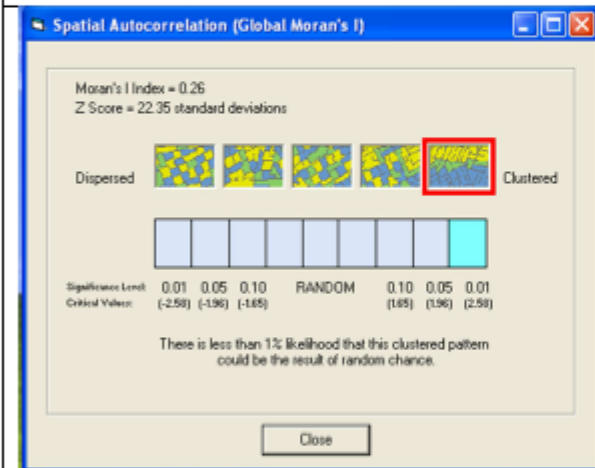 Spatial Autocorrelation (Global Moran's I)
Moran's I Index = 0.26
Z Score = 22.35 standard deviations
Dispersed
Clustered
Significance Level: 0.01 0.05 0.10 RANDOM 0.10 0.05 0.01
Critical Values: (-2.58) (-1.96) (-1.65) (1.65) (1.96) (2.58)
There is less than 1% likelihood that this clustered pattern
could be the result of random chance.
Close